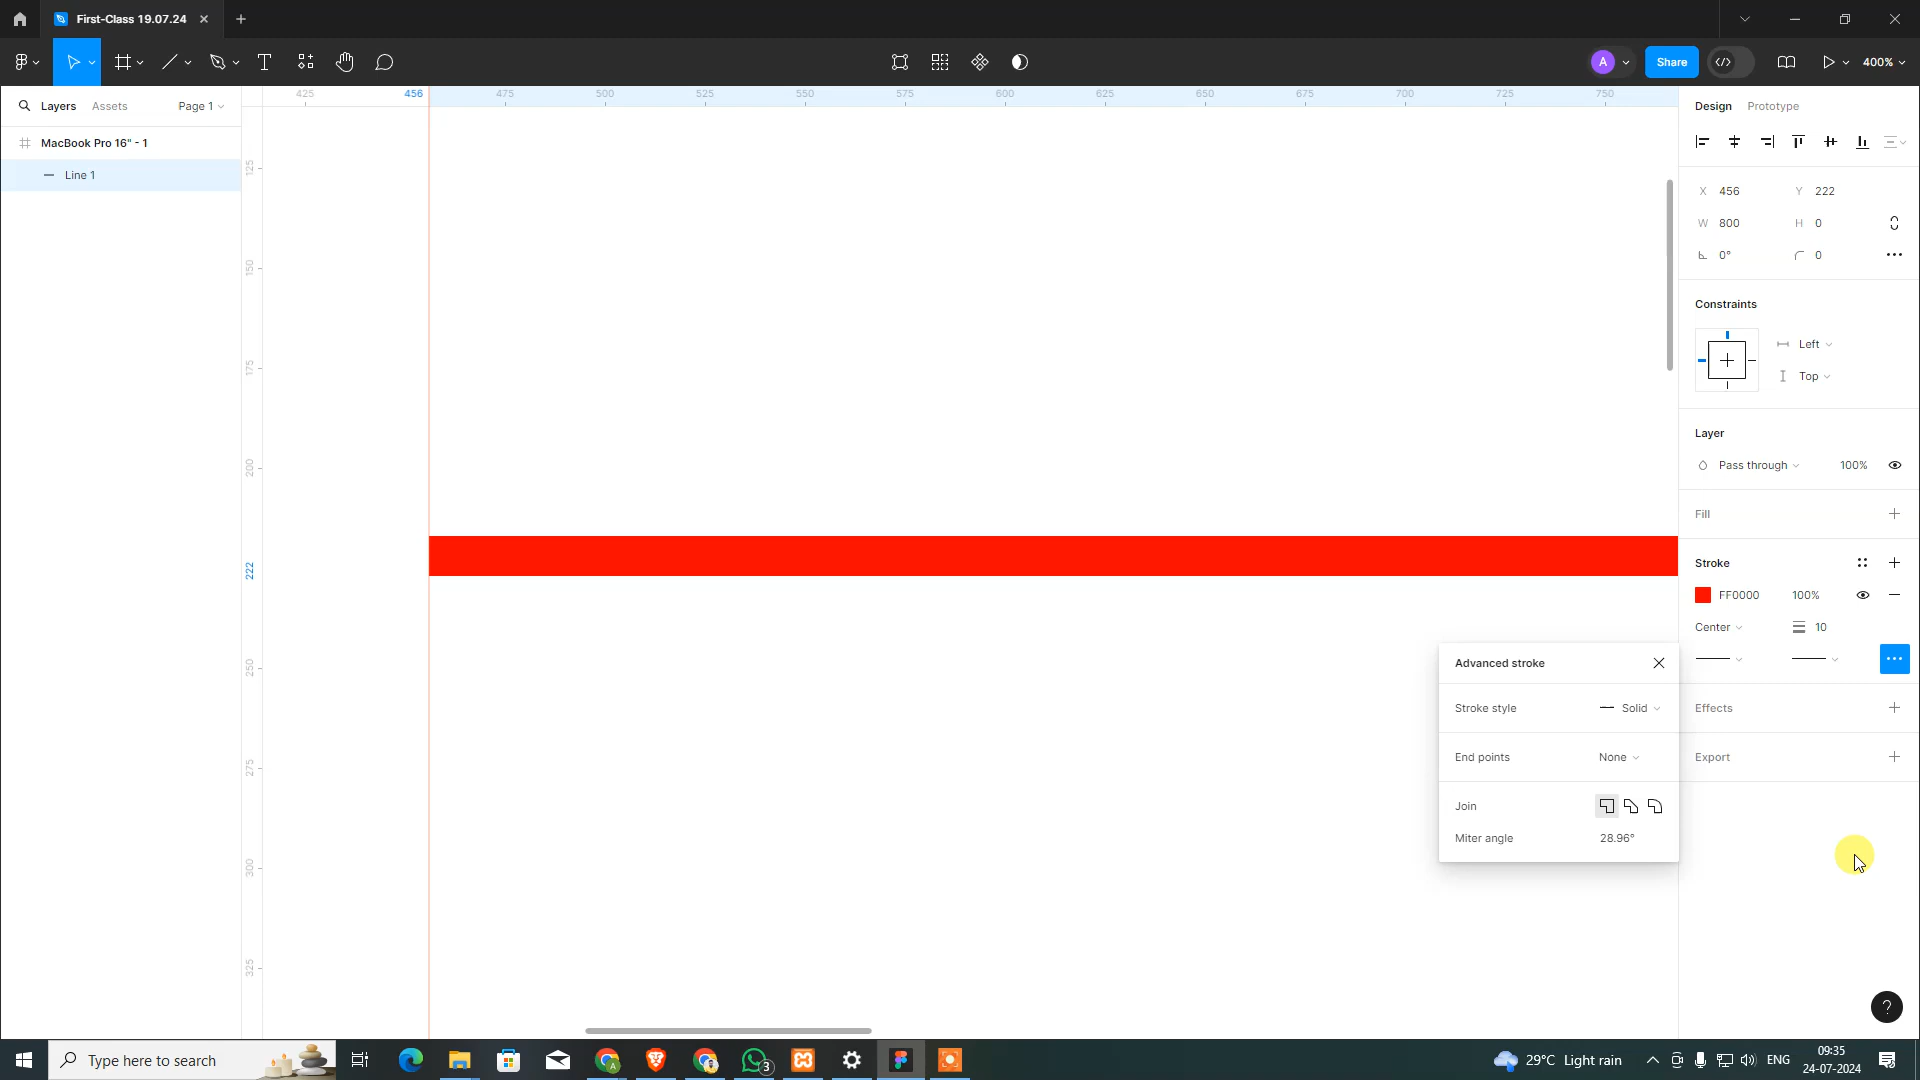 First-Class 19.07.24
A
Share
400%
Layers Assets Page 1
425 456 475 500 525 550 575 600 625 650 675 700 725 750
Design Prototype
MacBook Pro 16" - 1
Line 1
125
150
175
200
222
250
275
300
325
X 456 Y 222
W 800 H 0
0° 0
Constraints
Left
Top
Layer
Pass through 100%
Fill
Stroke
FF0000 100%
Center 10
Advanced stroke
Stroke style Solid
End points None
Join
Miter angle 28.96°
Effects
Export
?
Type here to search
A
3
29°C Light rain
ENG
09:35
24-07-2024